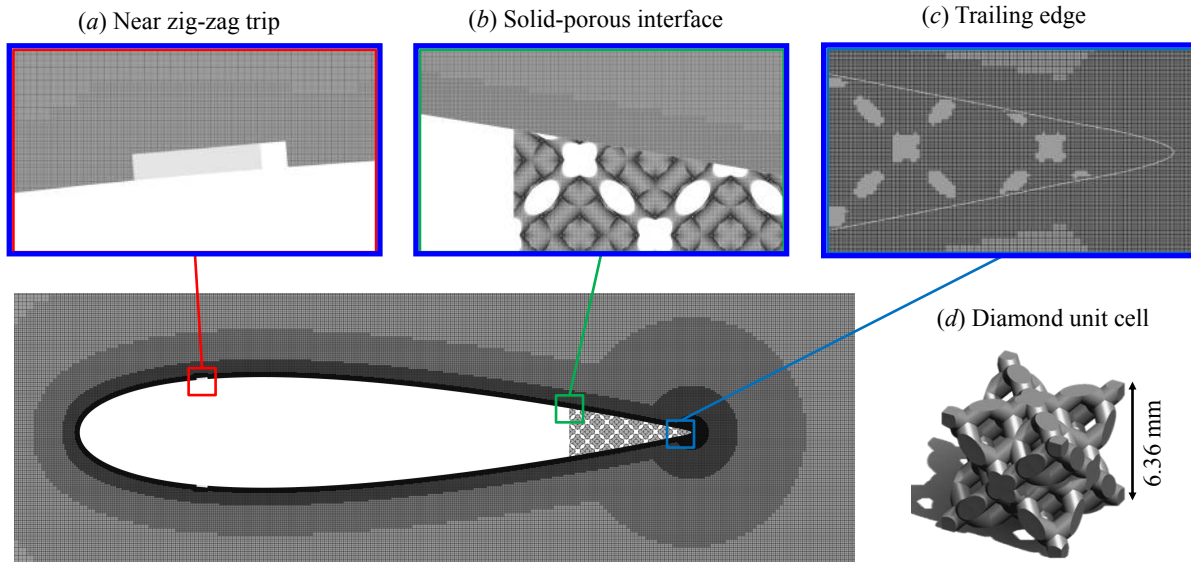 (a) Near zig-zag trip
(b) Solid-porous interface
(c) Trailing edge
(d) Diamond unit cell
6.36 mm